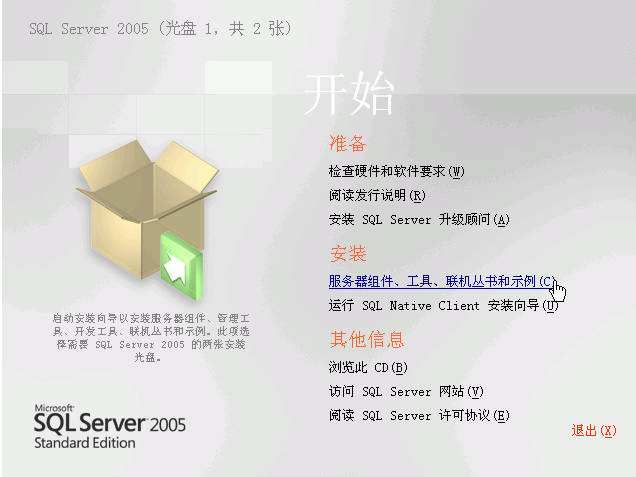 SQL Server 2005 (光盘 1，共 2 张)
开始
准备
检查硬件和软件要求(W)
阅读发行说明(R)
安装 SQL Server 升级顾问(A)
安装
服务器组件、工具、联机丛书和示例(C)
运行 SQL Native Client 安装向导(U)
其他信息
浏览此 CD(B)
访问 SQL Server 网站(V)
阅读 SQL Server 许可协议(E)
退出(X)
启动安装向导以安装服务器组件、管理工
具、开发工具、联机丛书和示例。此项选
择需要 SQL Server 2005 的两张安装
光盘。
Microsoft
SQL Server 2005
Standard Edition